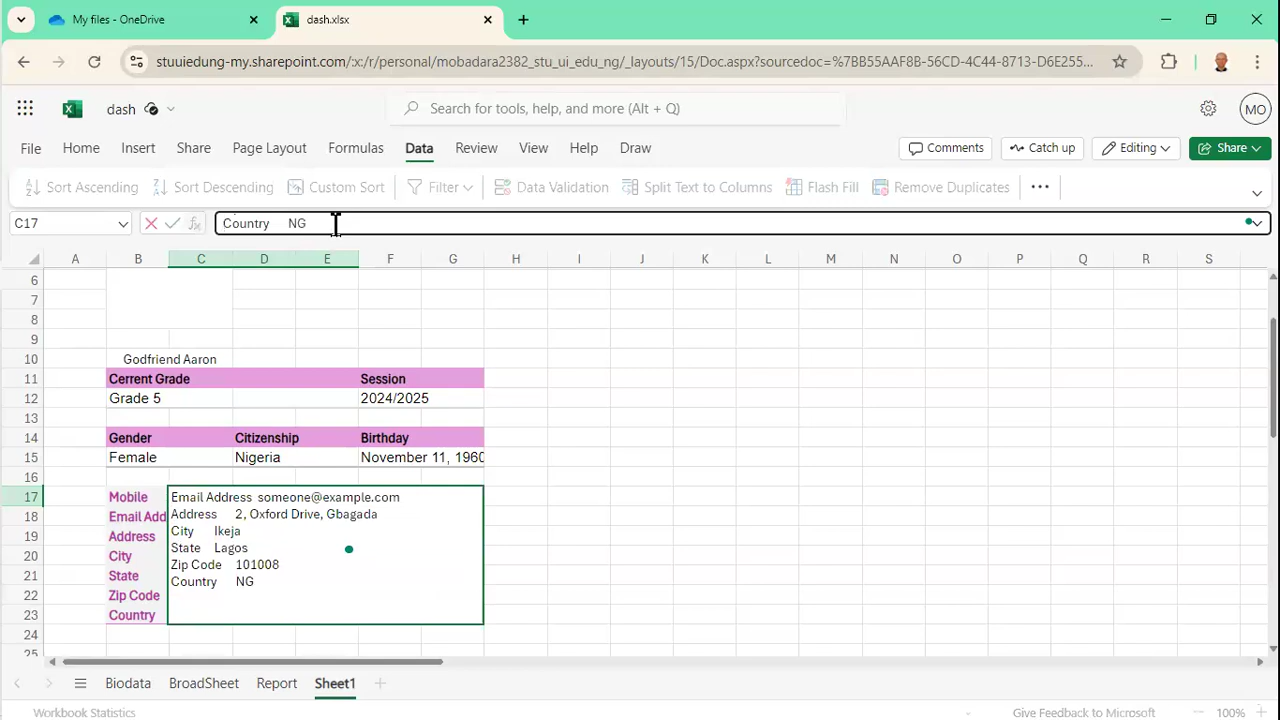 My files - OneDrive
dash.xlsx
stuuiedung-my.sharepoint.com/:x:/r/personal/mobidara2382_stu_ui_edu_ng/_layouts/15/Doc.aspx?sourcedoc=%7BB55AAF8B-56CD-4C44-8713-D6E255...
dash
Search for tools, help, and more (Alt + Q)
MO
File Home Insert Share Page Layout Formulas Data Review View Help Draw
Comments Catch up Editing Share
Sort Ascending Sort Descending Custom Sort Filter Data Validation Split Text to Columns Flash Fill Remove Duplicates
C17 fx Country NG
A B C D E F G H I J K L M N O P Q R S
6
7
8
9
10 Godfriend Aaron
11 Cerrent Grade Session
12 Grade 5 2024/2025
13
14 Gender Citizenship Birthday
15 Female Nigeria November 11, 1960
16
17 Mobile Email Address someone@example.com
18 Email Add Address 2, Oxford Drive, Gbagada
19 Address City Ikeja
20 City State Lagos
21 State Zip Code 101008
22 Zip Code Country NG
23 Country
24
25
Biodata BroadSheet Report Sheet1
Workbook Statistics Give Feedback to Microsoft 100%